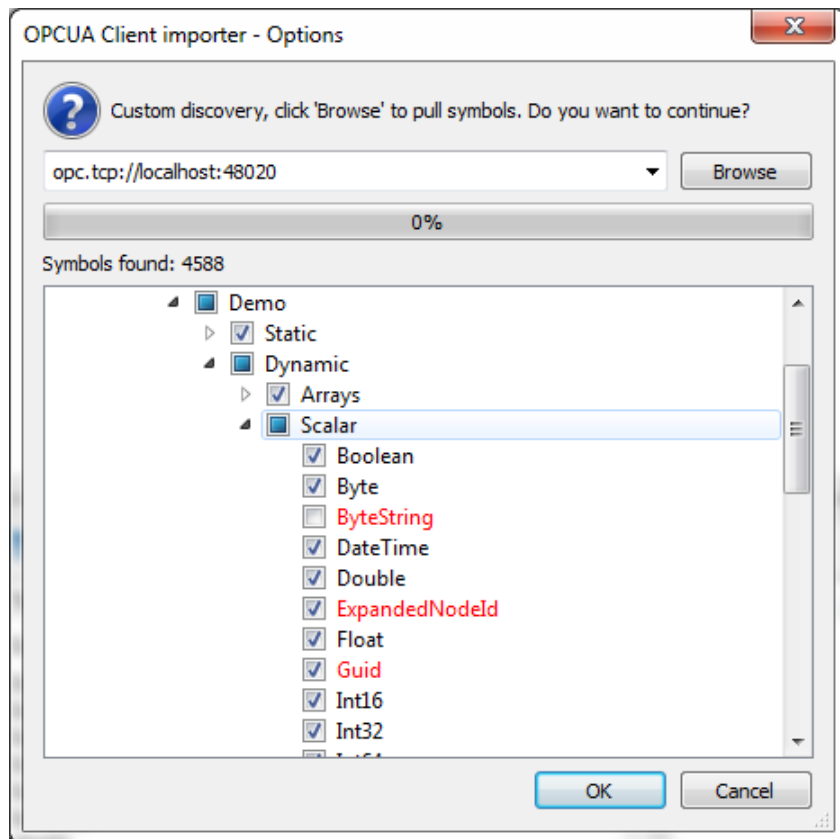 OPCUA Client importer - Options
Custom discovery, click 'Browse' to pull symbols. Do you want to continue?
opc.tcp://localhost:48020
Browse
0%
Symbols found: 4588
Demo
Static
Dynamic
Arrays
Scalar
Boolean
Byte
ByteString
DateTime
Double
ExpandedNodeId
Float
Guid
Int16
Int32
OK
Cancel